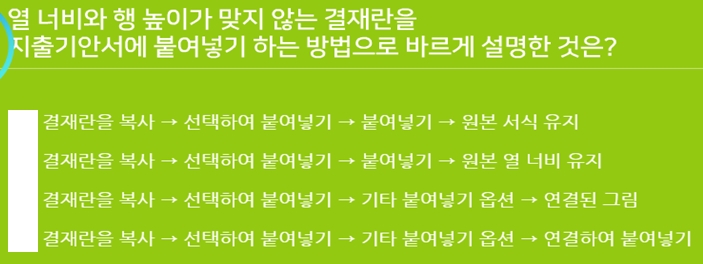 열 너비와 행 높이가 맞지 않는 결재란을
지출기안서에 붙여넣기 하는 방법으로 바르게 설명한 것은?
결재란을 복사 → 선택하여 붙여넣기 → 붙여넣기 → 원본 서식 유지
결재란을 복사 → 선택하여 붙여넣기 → 붙여넣기 → 원본 열 너비 유지
결재란을 복사 → 선택하여 붙여넣기 → 기타 붙여넣기 옵션 → 연결된 그림
결재란을 복사 → 선택하여 붙여넣기 → 기타 붙여넣기 옵션 → 연결하여 붙여넣기